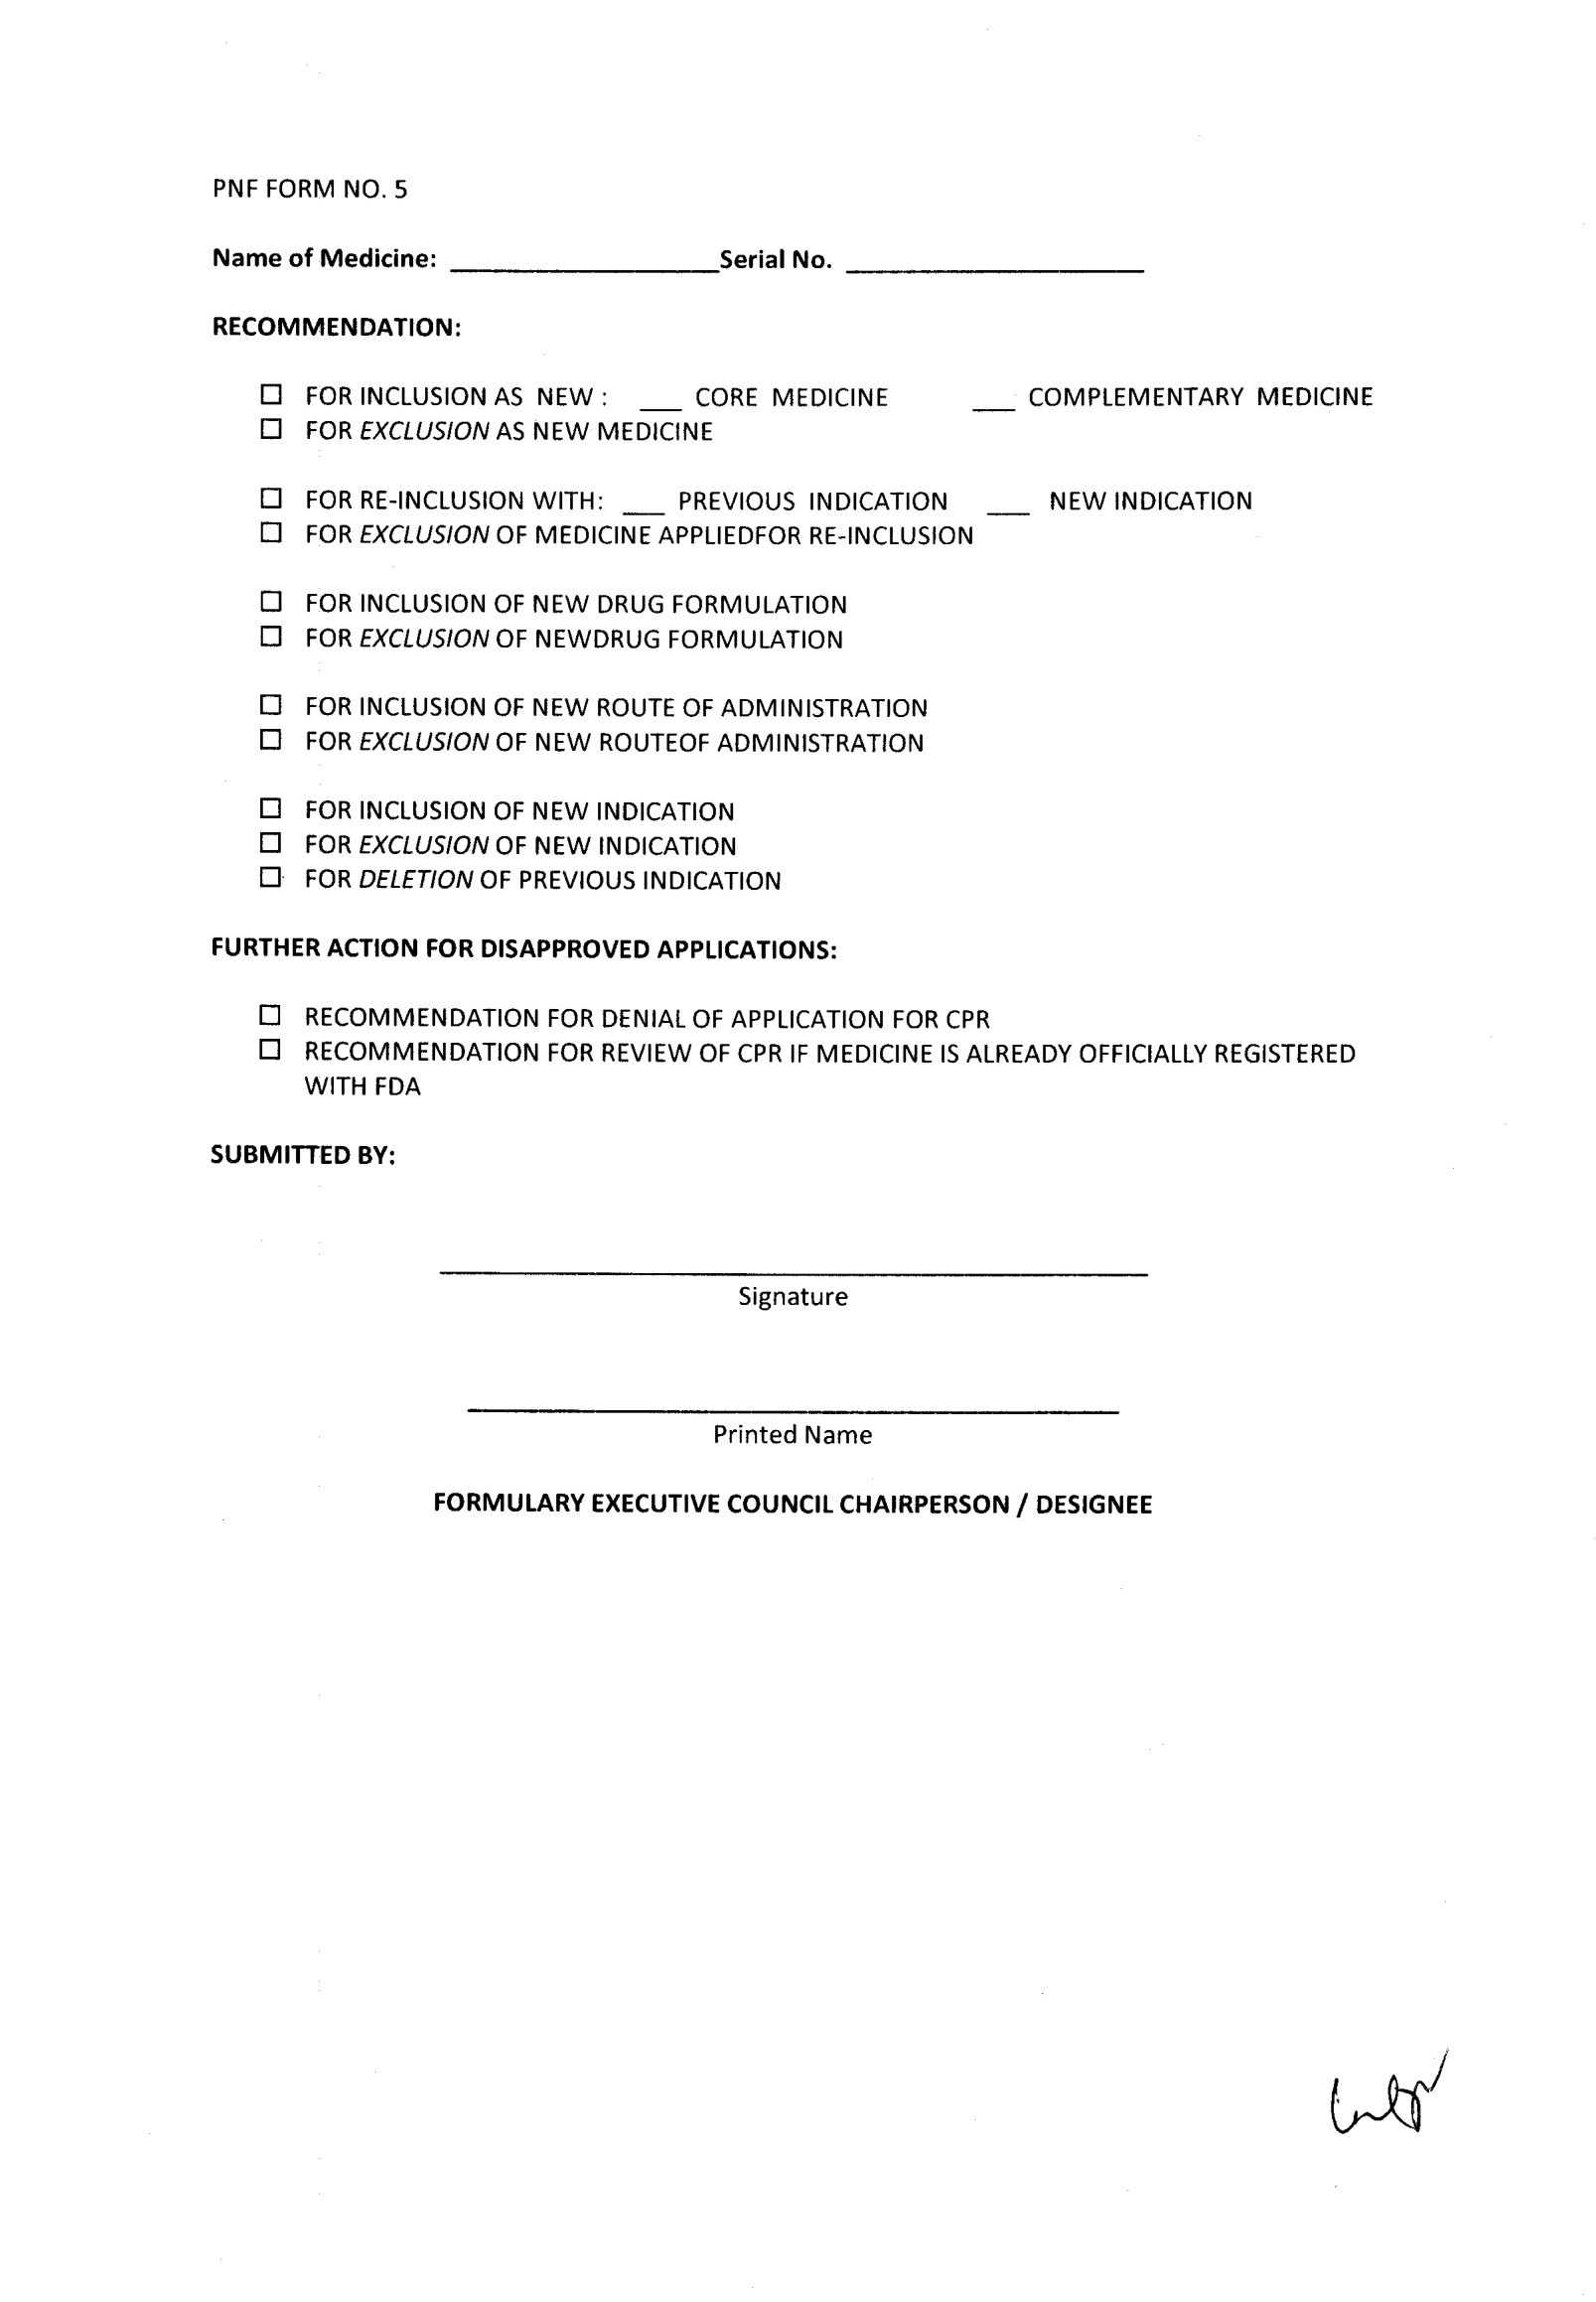 PNF FORM NO. 5
Name of Medicine: ____________________Serial No. ______________________
RECOMMENDATION:
☐ FOR INCLUSION AS NEW : ___ CORE MEDICINE ___ COMPLEMENTARY MEDICINE
☐ FOR EXCLUSION AS NEW MEDICINE
☐ FOR RE-INCLUSION WITH: ___ PREVIOUS INDICATION ___ NEW INDICATION
☐ FOR EXCLUSION OF MEDICINE APPLIEDFOR RE-INCLUSION
☐ FOR INCLUSION OF NEW DRUG FORMULATION
☐ FOR EXCLUSION OF NEWDRUG FORMULATION
☐ FOR INCLUSION OF NEW ROUTE OF ADMINISTRATION
☐ FOR EXCLUSION OF NEW ROUTEOF ADMINISTRATION
☐ FOR INCLUSION OF NEW INDICATION
☐ FOR EXCLUSION OF NEW INDICATION
☐ FOR DELETION OF PREVIOUS INDICATION
FURTHER ACTION FOR DISAPPROVED APPLICATIONS:
☐ RECOMMENDATION FOR DENIAL OF APPLICATION FOR CPR
☐ RECOMMENDATION FOR REVIEW OF CPR IF MEDICINE IS ALREADY OFFICIALLY REGISTERED
WITH FDA
SUBMITTED BY:
Signature
Printed Name
FORMULARY EXECUTIVE COUNCIL CHAIRPERSON / DESIGNEE